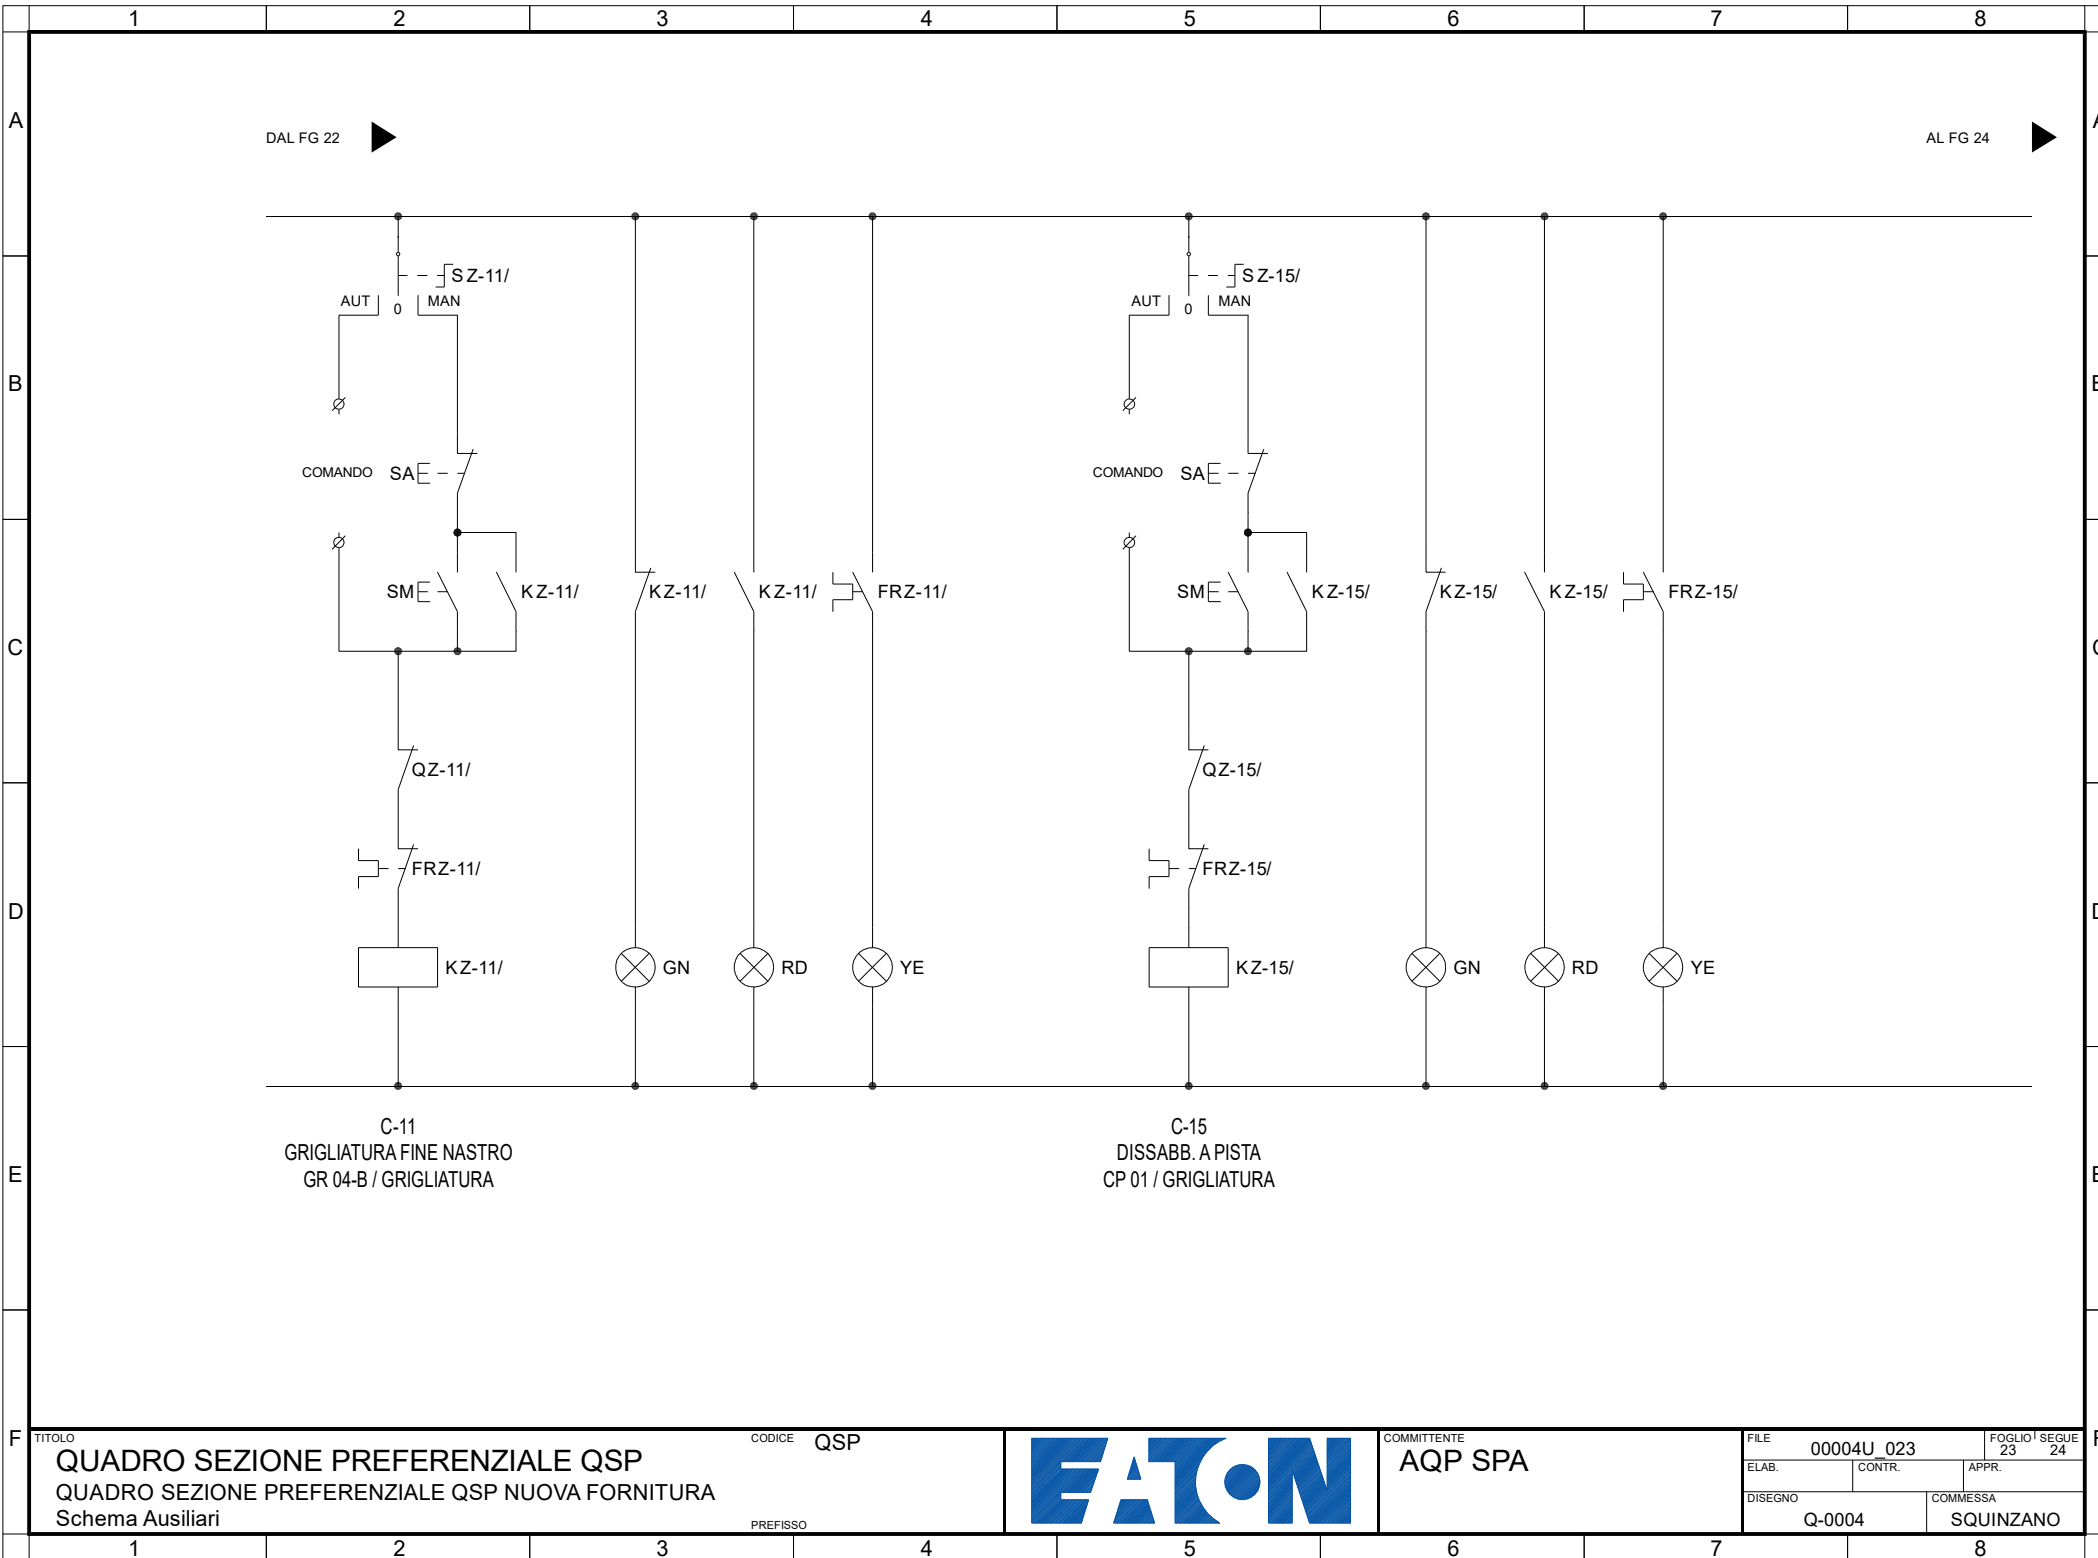 1 2 3 4 5 6 7 8
A A
DAL FG 22
AL FG 24
SZ-11/
AUT 0 MAN
SZ-15/
AUT 0 MAN
B
COMANDO SA
COMANDO SA
SM KZ-11/ KZ-11/ KZ-11/ FRZ-11/
SM KZ-15/ KZ-15/ KZ-15/ FRZ-15/
C
QZ-11/
QZ-15/
FRZ-11/
FRZ-15/
D
KZ-11/ GN RD YE
KZ-15/ GN RD YE
C-11
GRIGLIATURA FINE NASTRO
GR 04-B / GRIGLIATURA
C-15
DISSABB. A PISTA
CP 01 / GRIGLIATURA
E
F
TITOLO
QUADRO SEZIONE PREFERENZIALE QSP
QUADRO SEZIONE PREFERENZIALE QSP NUOVA FORNITURA
Schema Ausiliari
CODICE QSP
PREFISSO
EATON
COMMITTENTE
AQP SPA
FILE
00004U_023
FOGLIO SEGUE
23 24
ELAB. CONTR. APPR.
DISEGNO
Q-0004
COMMESSA
SQUINZANO
1 2 3 4 5 6 7 8